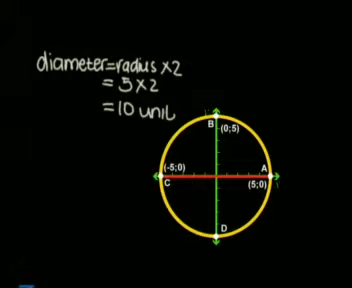 diameter=radius x2
= 5x2
= 10 unit
B
(0;5)
(-5;0)
A
C
(5;0)
D